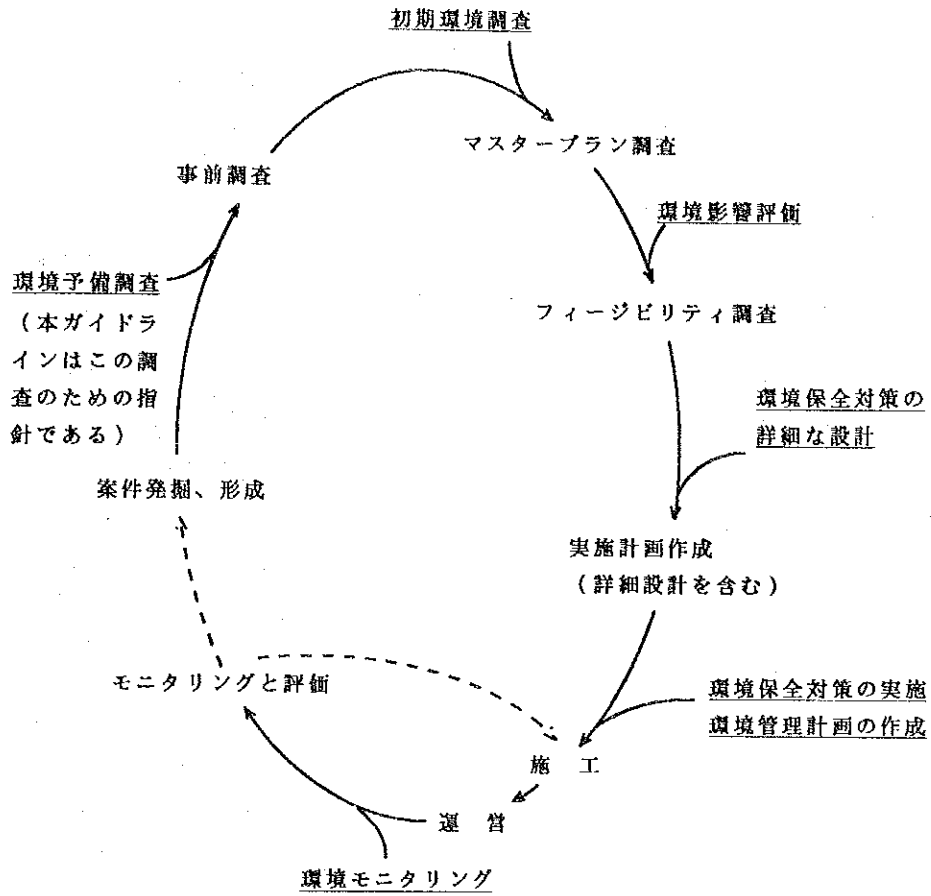 初期環境調査
マスタープラン調査
事前調査
環境影響評価
環境予備調査
(本ガイドラ
インはこの調
査のための指
針である)
フィージビリティ調査
環境保全対策の
詳細な設計
案件発掘、形成
実施計画作成
(詳細設計を含む)
モニタリングと評価
環境保全対策の実施
環境管理計画の作成
施 工
運 営
環境モニタリング